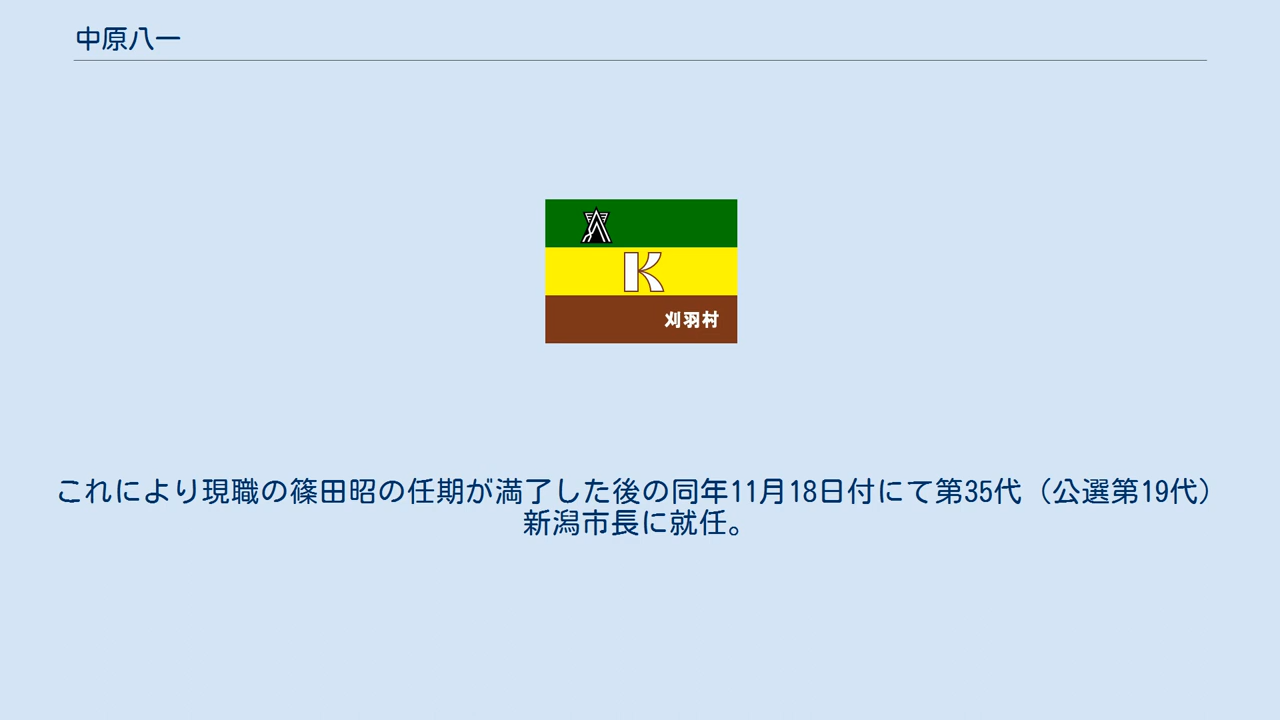 中原八一
K
刈羽村
これにより現職の篠田昭の任期が満了した後の同年11月18日付にて第35代（公選第19代）
新潟市長に就任。